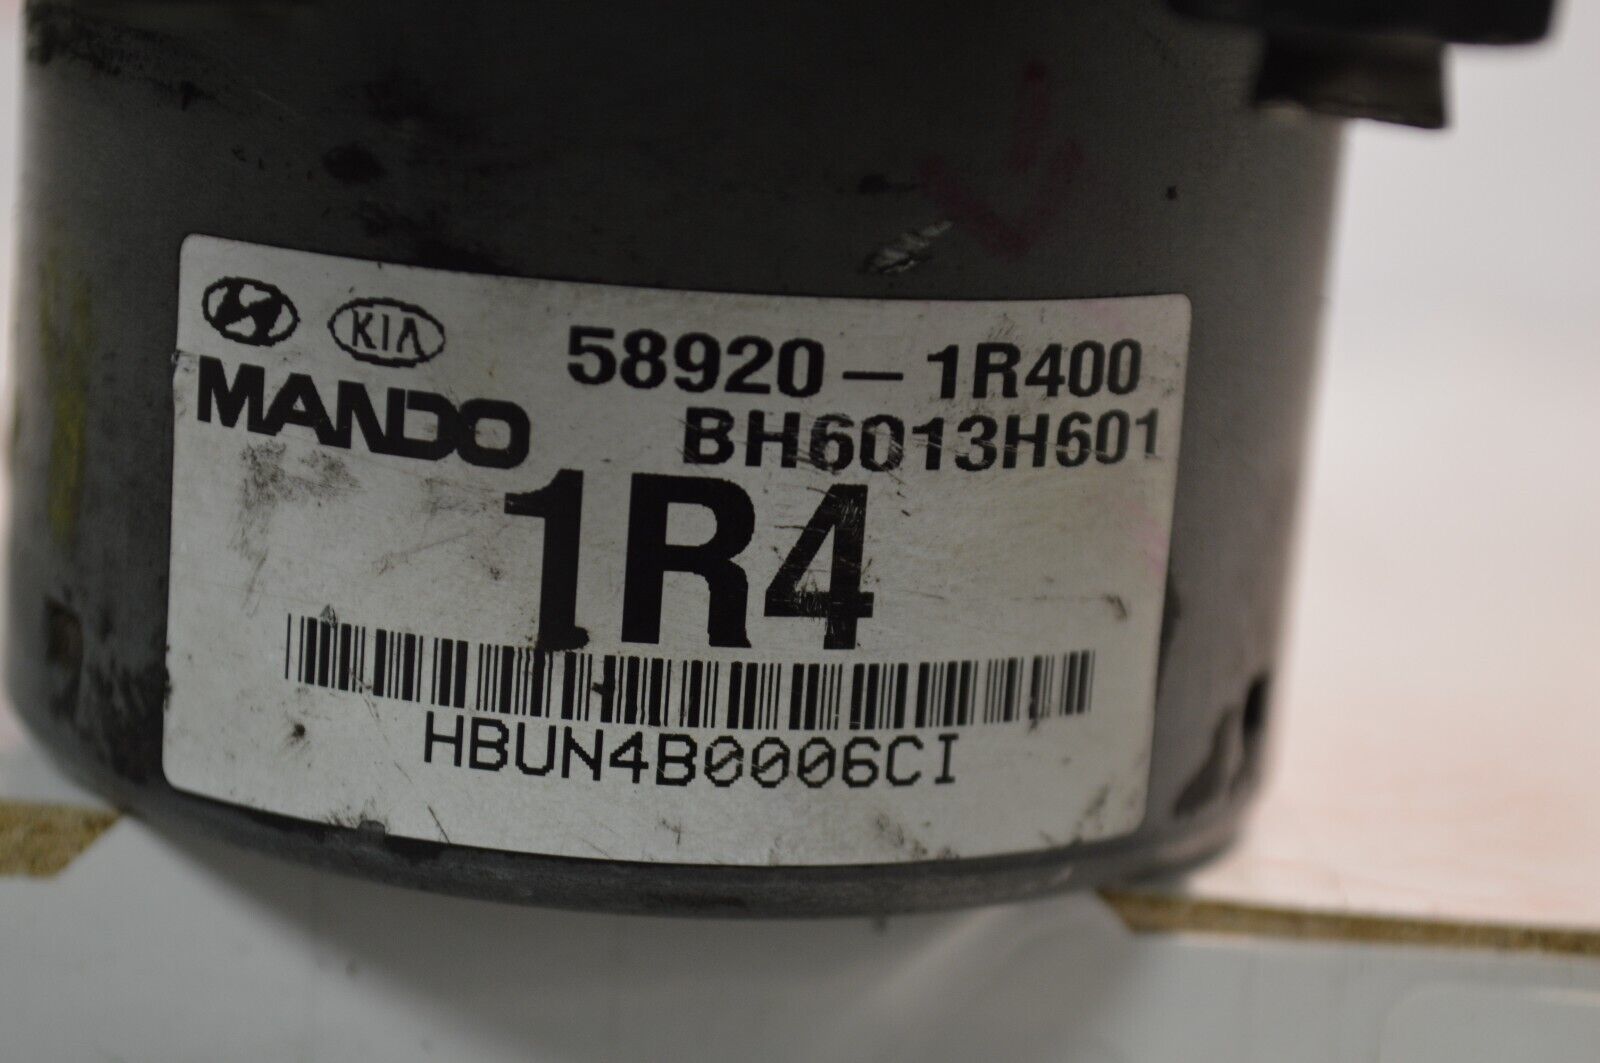 KIA 58920-1R400
MANDO BH6013H601
1R4
HBUN4B0006CI